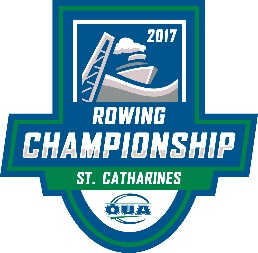 2017
ROWING
CHAMPIONSHIP
ST. CATHARINES
OUA